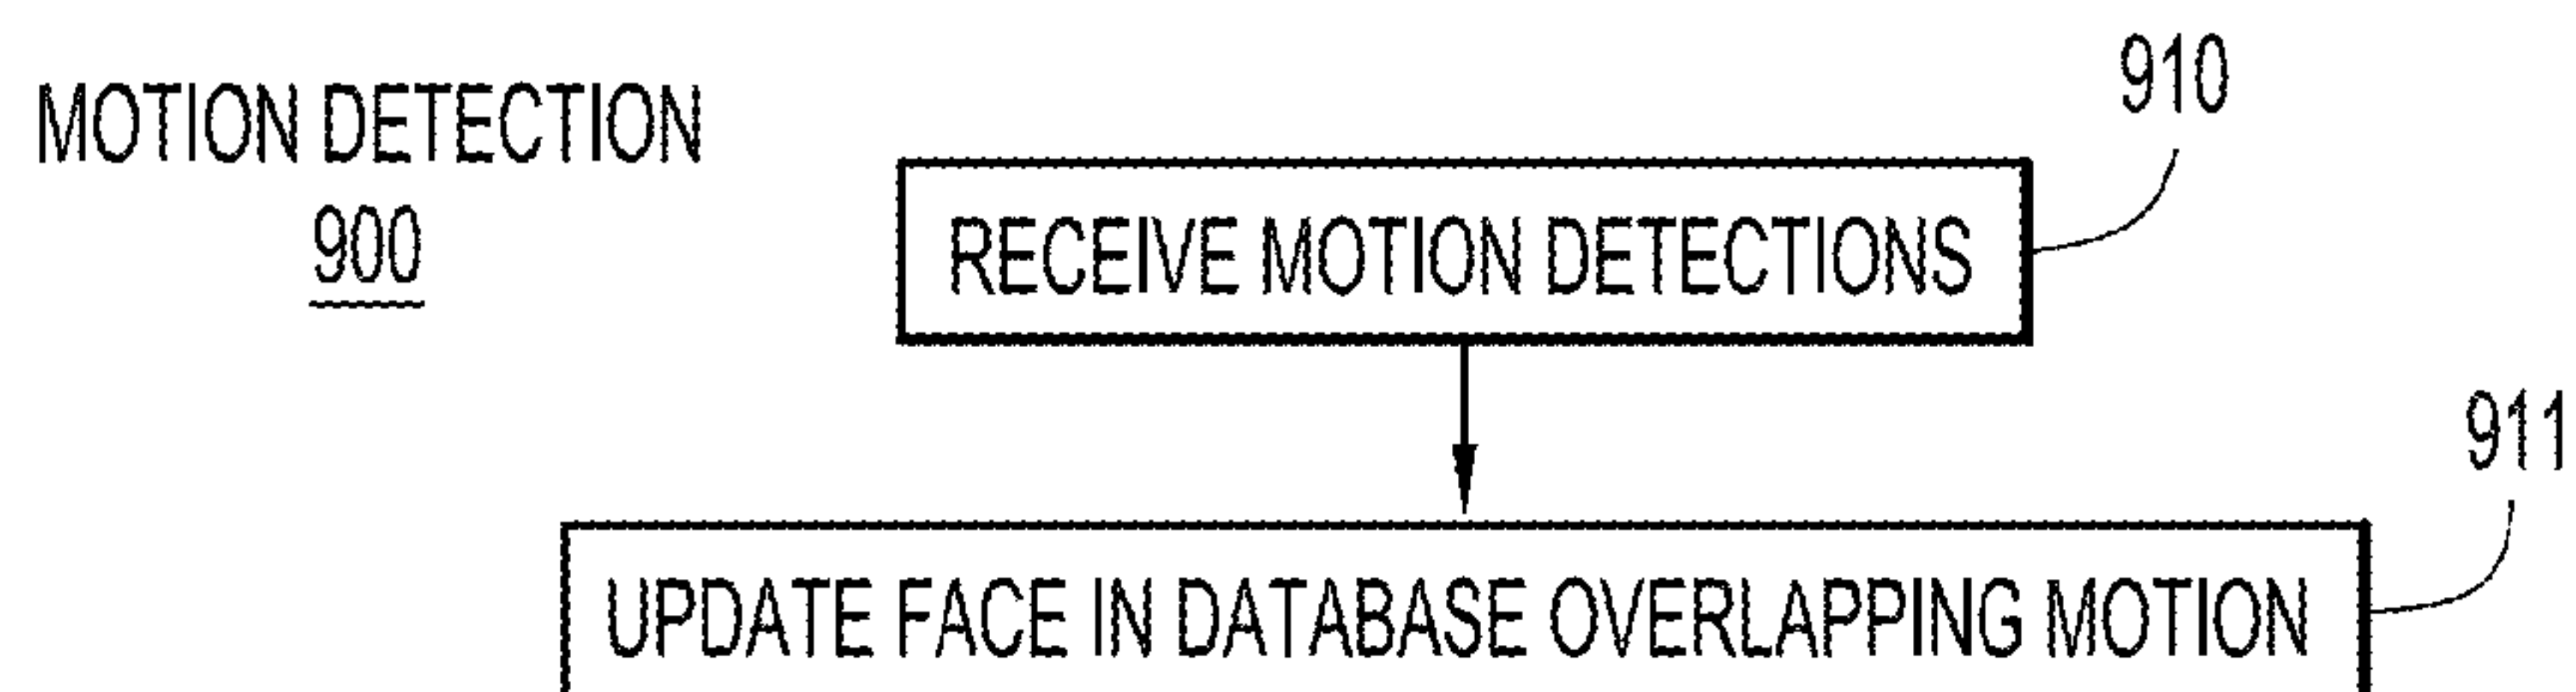 MOTION DETECTION
900
910
RECEIVE MOTION DETECTIONS
911
UPDATE FACE IN DATABASE OVERLAPPING MOTION